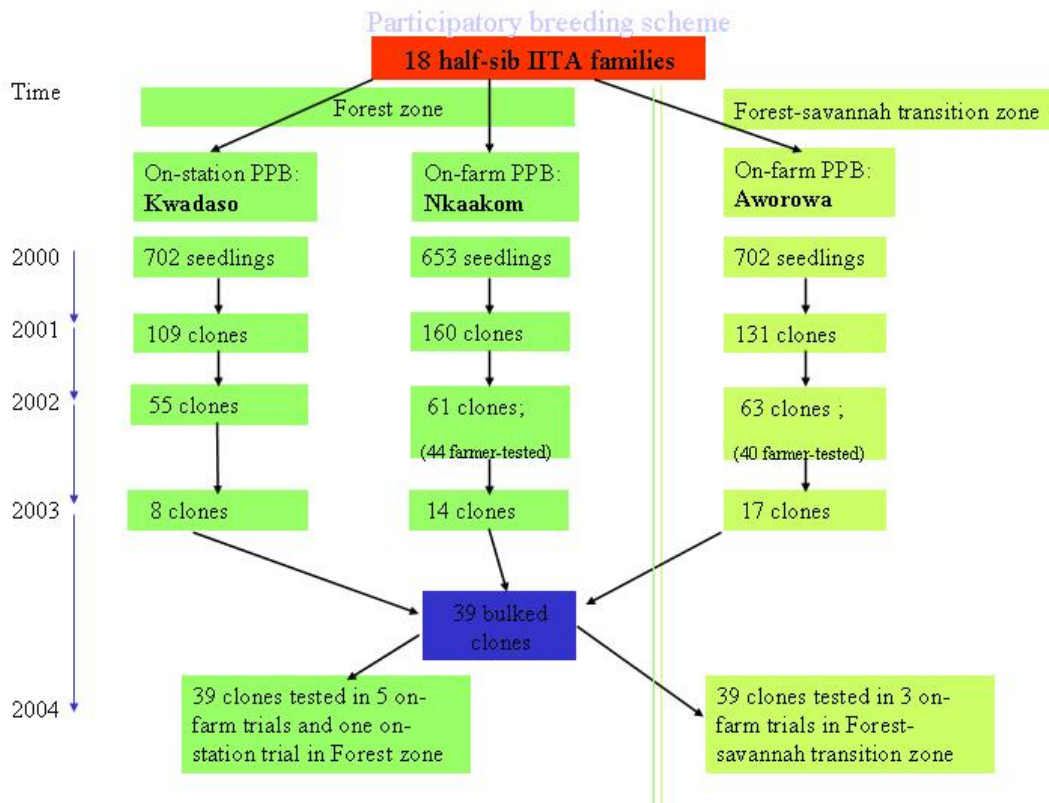 Participatory breeding scheme
18 half-sib IITA families
Time
Forest zone
Forest-savannah transition zone
On-station PPB:
Kwadaso
On-farm PPB:
Nkaakom
On-farm PPB:
Aworowa
2000
702 seedlings
653 seedlings
702 seedlings
2001
109 clones
160 clones
131 clones
2002
55 clones
61 clones;
(44 farmer-tested)
63 clones ;
(40 farmer-tested)
2003
8 clones
14 clones
17 clones
39 bulked
clones
2004
39 clones tested in 5 on-
farm trials and one on-
station trial in Forest zone
39 clones tested in 3 on-
farm trials in Forest-
savannah transition zone